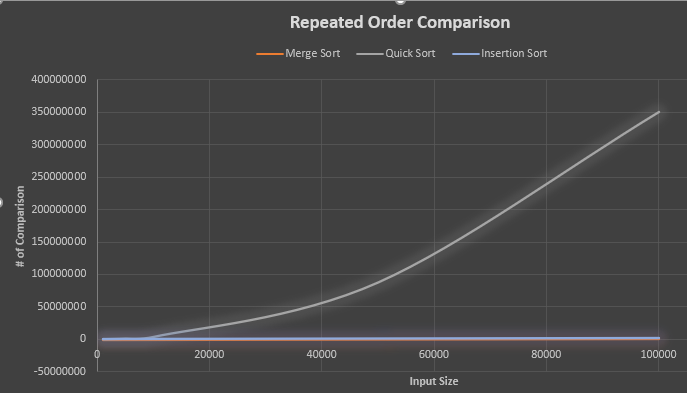 Repeated Order Comparison
Merge Sort Quick Sort Insertion Sort
400000000
350000000
300000000
250000000
200000000
150000000
100000000
50000000
0
-50000000
# of Comparison
0 20000 40000 60000 80000 100000
Input Size